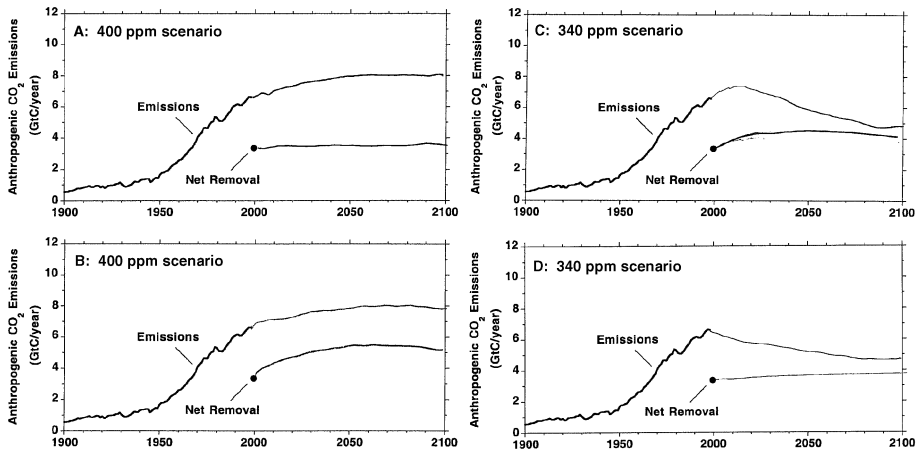 A: 400 ppm scenario
Anthropogenic CO2 Emissions
(GtC/year)
12
10
8
6
4
2
0
Emissions
Net Removal
1900
1950
2000
2050
2100
C: 340 ppm scenario
Anthropogenic CO2 Emissions
(GtC/year)
12
10
8
6
4
2
0
Emissions
Net Removal
1900
1950
2000
2050
2100
B: 400 ppm scenario
Anthropogenic CO2 Emissions
(GtC/year)
12
10
8
6
4
2
0
Emissions
Net Removal
1900
1950
2000
2050
2100
D: 340 ppm scenario
Anthropogenic CO2 Emissions
(GtC/year)
12
10
8
6
4
2
0
Emissions
Net Removal
1900
1950
2000
2050
2100